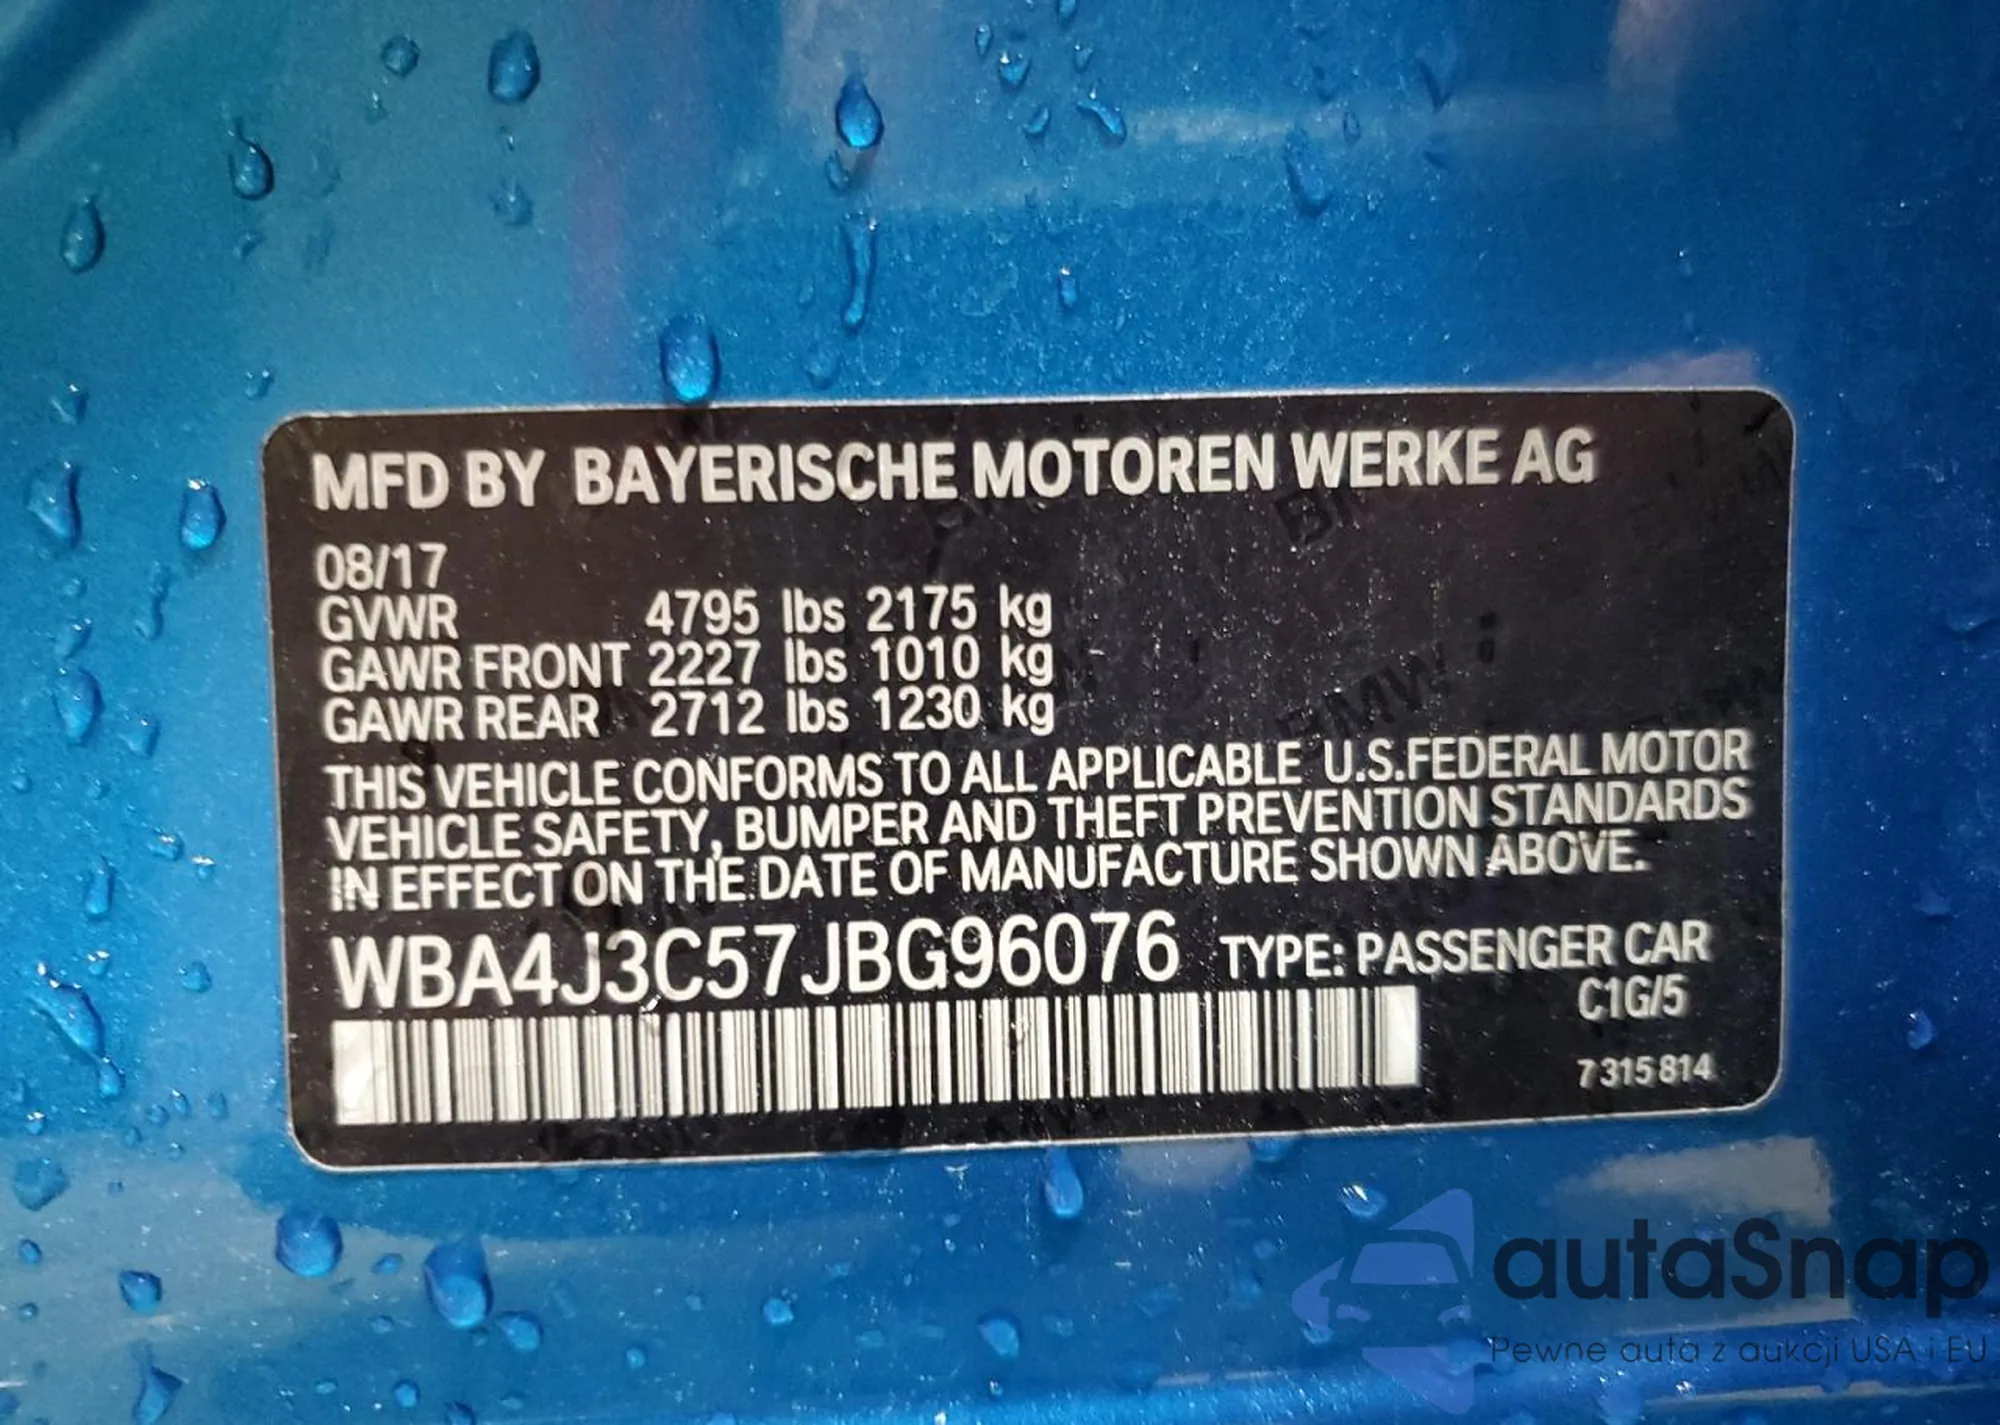 MFD BY BAYERISCHE MOTOREN WERKE AG
08/17
GVWR 4795 lbs 2175 kg
GAWR FRONT 2227 lbs 1010 kg
GAWR REAR 2712 lbs 1230 kg
THIS VEHICLE CONFORMS TO ALL APPLICABLE U.S.FEDERAL MOTOR
VEHICLE SAFETY, BUMPER AND THEFT PREVENTION STANDARDS
IN EFFECT ON THE DATE OF MANUFACTURE SHOWN ABOVE.
WBA4J3C57JBG96076 TYPE: PASSENGER CAR
C1G/5
7 315 814
autaSnap
Pewne auta z aukcji USA i EU